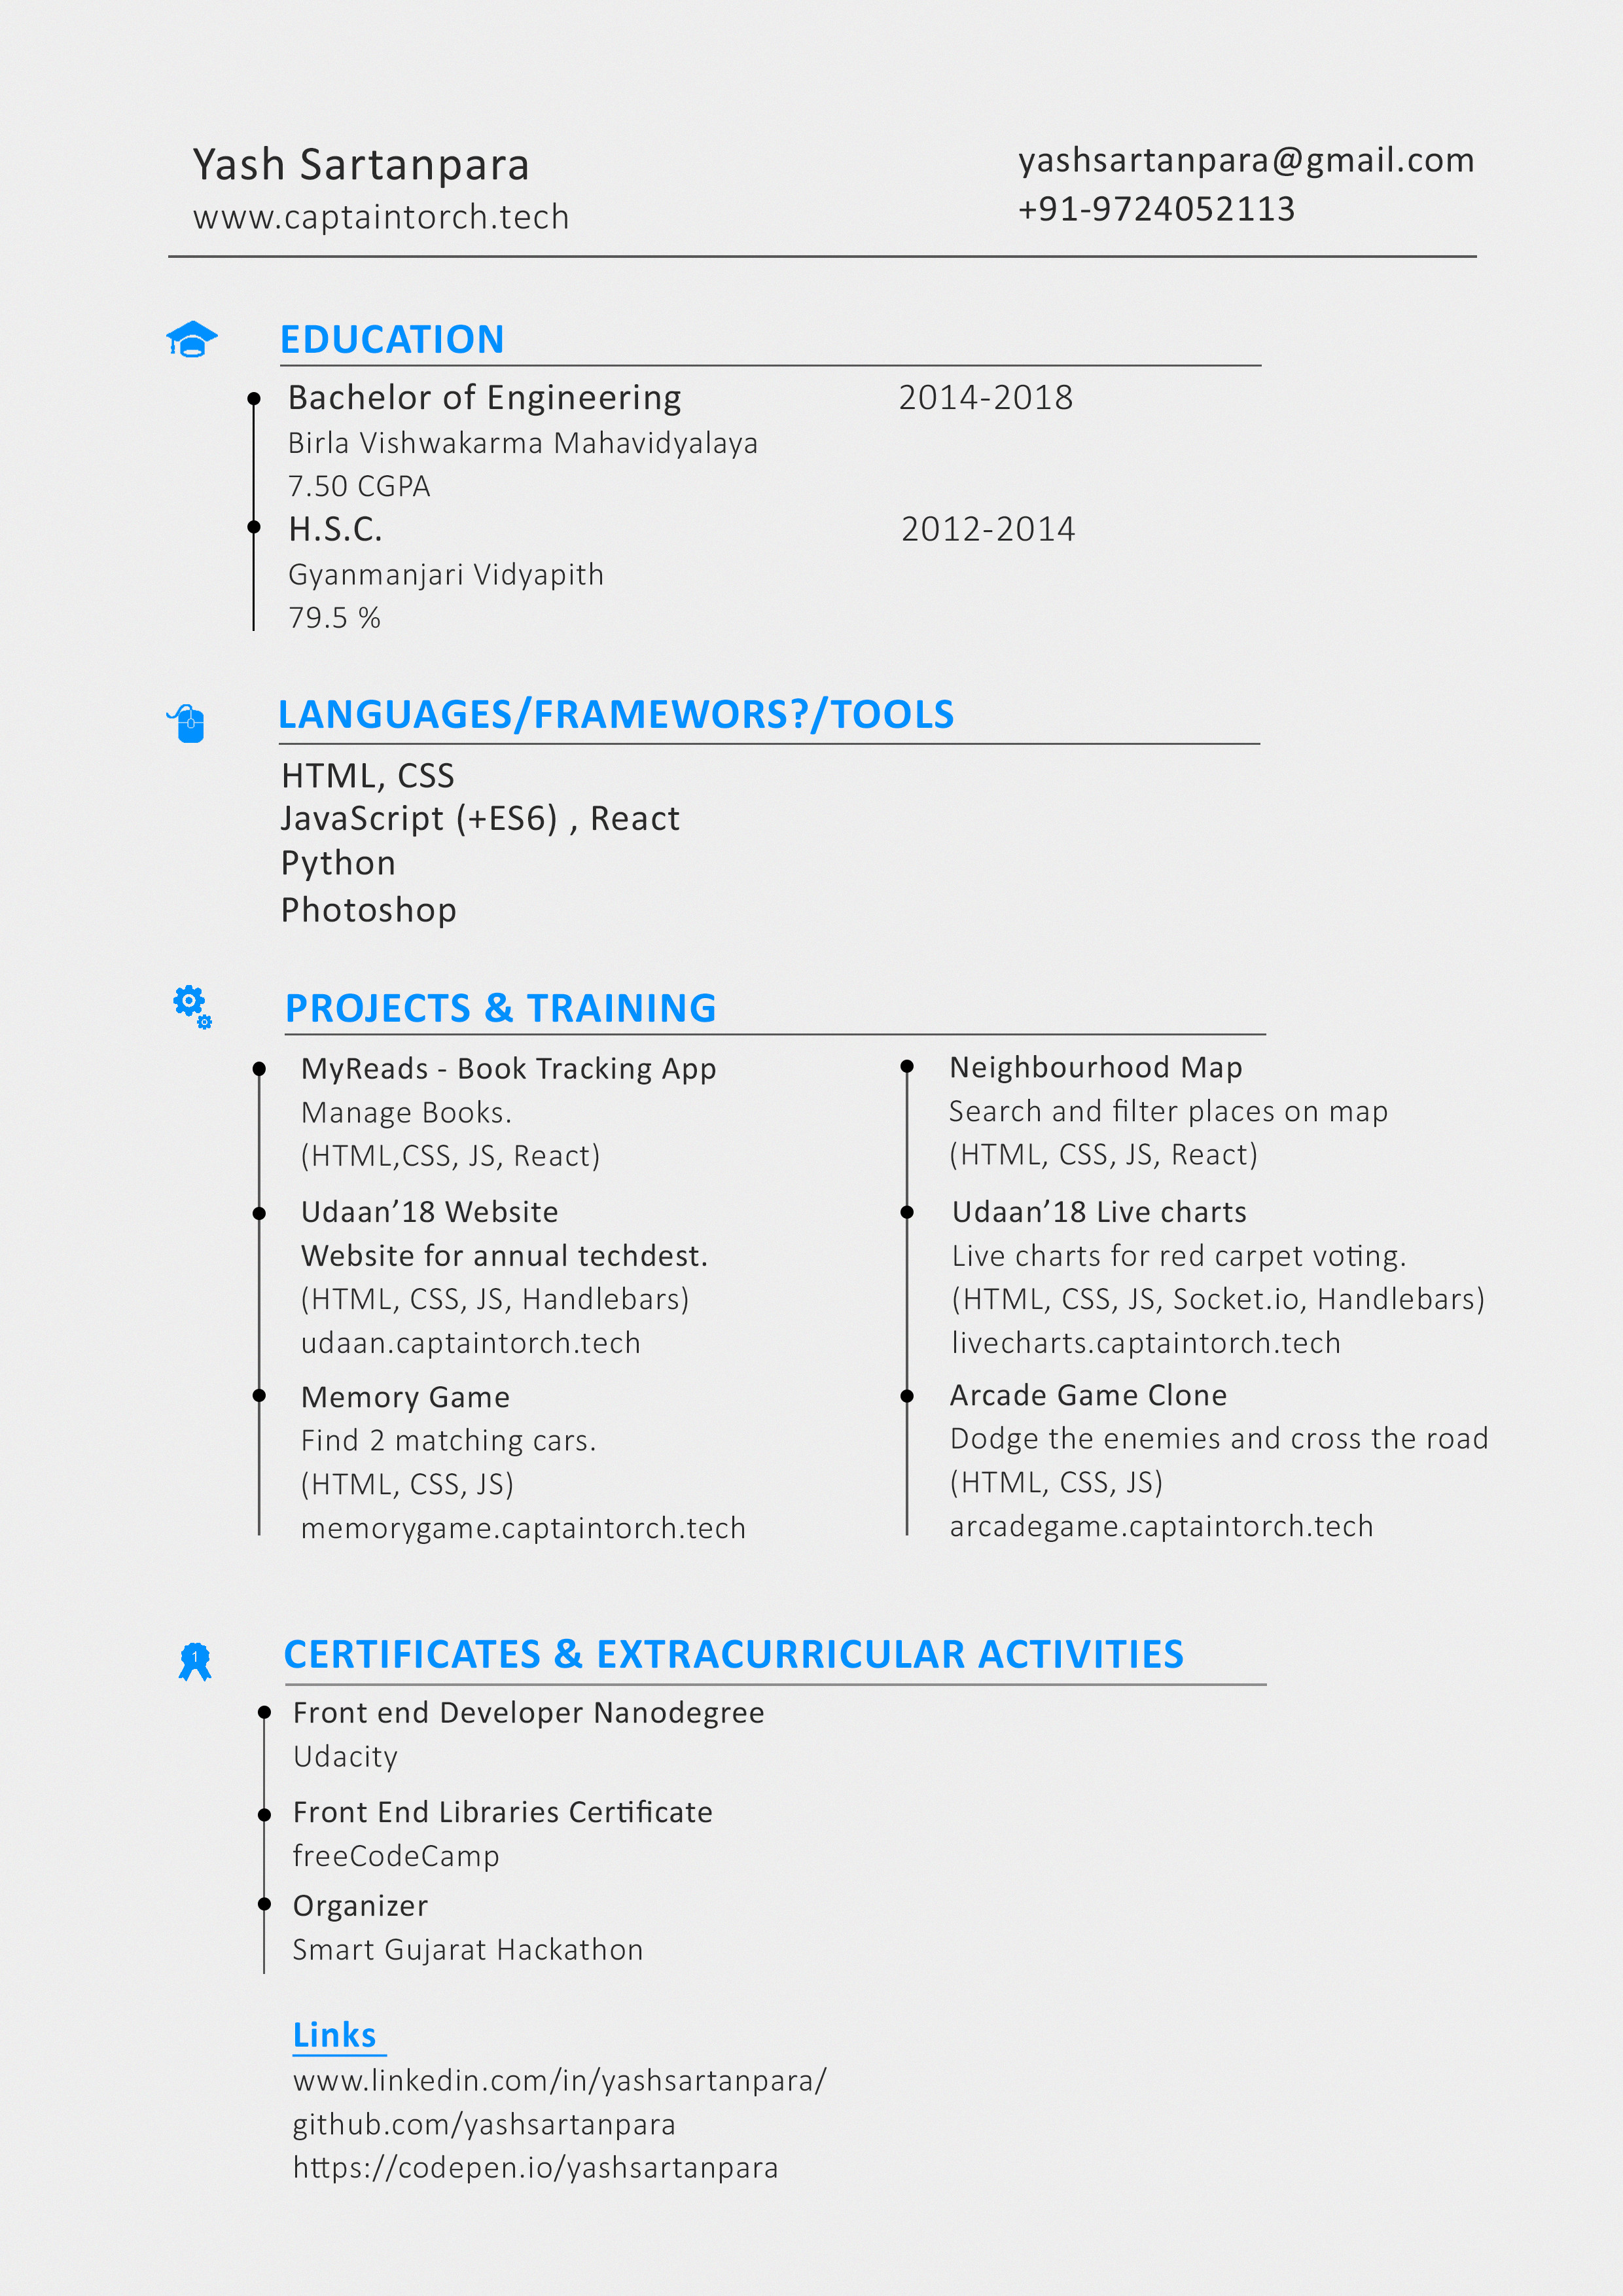 Yash Sartanpara
www.captaintorch.tech
yashsartanpara@gmail.com
+91-9724052113
EDUCATION
Bachelor of Engineering 2014-2018
Birla Vishwakarma Mahavidyalaya
7.50 CGPA
H.S.C. 2012-2014
Gyanmanjari Vidyapith
79.5 %
LANGUAGES/FRAMEWORS?/TOOLS
HTML, CSS
JavaScript (+ES6) , React
Python
Photoshop
PROJECTS & TRAINING
MyReads - Book Tracking App
Manage Books.
(HTML,CSS, JS, React)
Udaan’18 Website
Website for annual techdest.
(HTML, CSS, JS, Handlebars)
udaan.captaintorch.tech
Memory Game
Find 2 matching cars.
(HTML, CSS, JS)
memorygame.captaintorch.tech
Neighbourhood Map
Search and filter places on map
(HTML, CSS, JS, React)
Udaan’18 Live charts
Live charts for red carpet voting.
(HTML, CSS, JS, Socket.io, Handlebars)
livecharts.captaintorch.tech
Arcade Game Clone
Dodge the enemies and cross the road
(HTML, CSS, JS)
arcadegame.captaintorch.tech
1
CERTIFICATES & EXTRACURRICULAR ACTIVITIES
Front end Developer Nanodegree
Udacity
Front End Libraries Certificate
freeCodeCamp
Organizer
Smart Gujarat Hackathon
Links
www.linkedin.com/in/yashsartanpara/
github.com/yashsartanpara
https://codepen.io/yashsartanpara